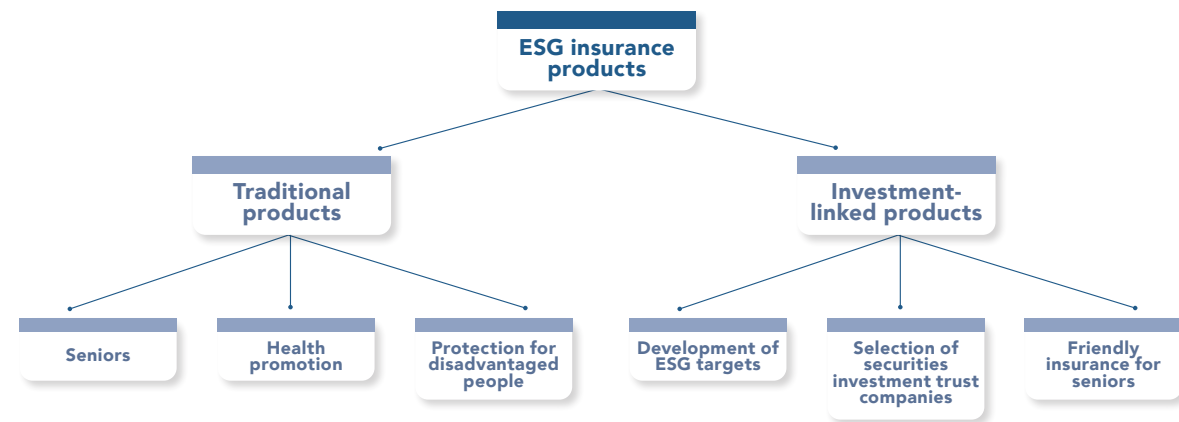 ESG insurance
products
Traditional
products
Investment-
linked products
Seniors
Health
promotion
Protection for
disadvantaged
people
Development of
ESG targets
Selection of
securities
investment trust
companies
Friendly
insurance for
seniors